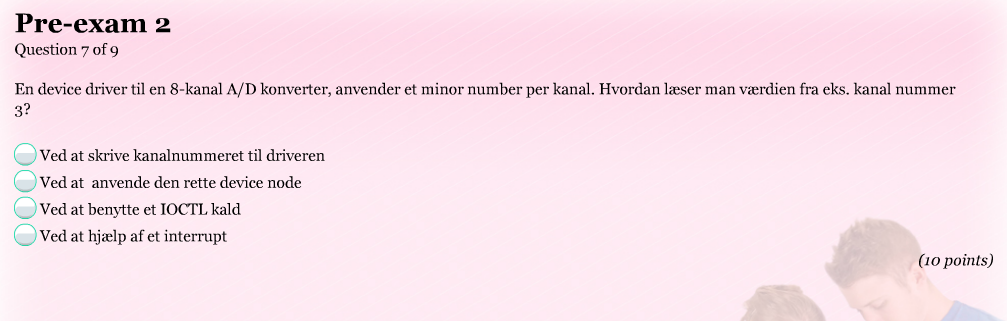 Pre-exam 2
Question 7 of 9
En device driver til en 8-kanal A/D konverter, anvender et minor number per kanal. Hvordan læser man værdien fra eks. kanal nummer
3?
Ved at skrive kanalnummeret til driveren
Ved at anvende den rette device node
Ved at benytte et IOCTL kald
Ved at hjælp af et interrupt
(10 points)